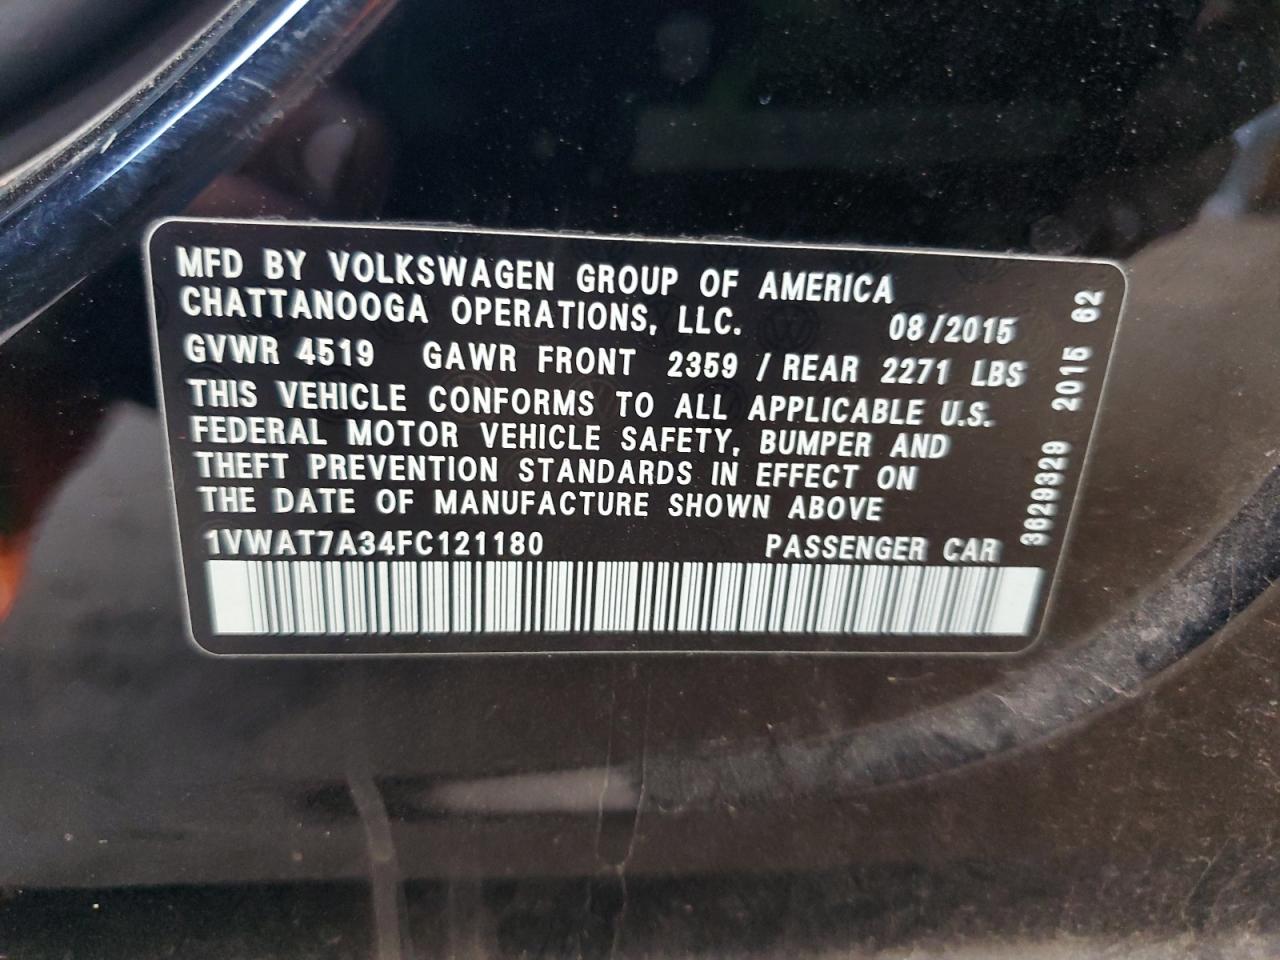 MFD BY VOLKSWAGEN GROUP OF AMERICA
CHATTANOOGA OPERATIONS, LLC. 08/2015
GVWR 4519 GAWR FRONT 2359 / REAR 2271 LBS
THIS VEHICLE CONFORMS TO ALL APPLICABLE U.S.
FEDERAL MOTOR VEHICLE SAFETY, BUMPER AND
THEFT PREVENTION STANDARDS IN EFFECT ON
THE DATE OF MANUFACTURE SHOWN ABOVE
1VWAT7A34FC121180 PASSENGER CAR
3629329 2015 62